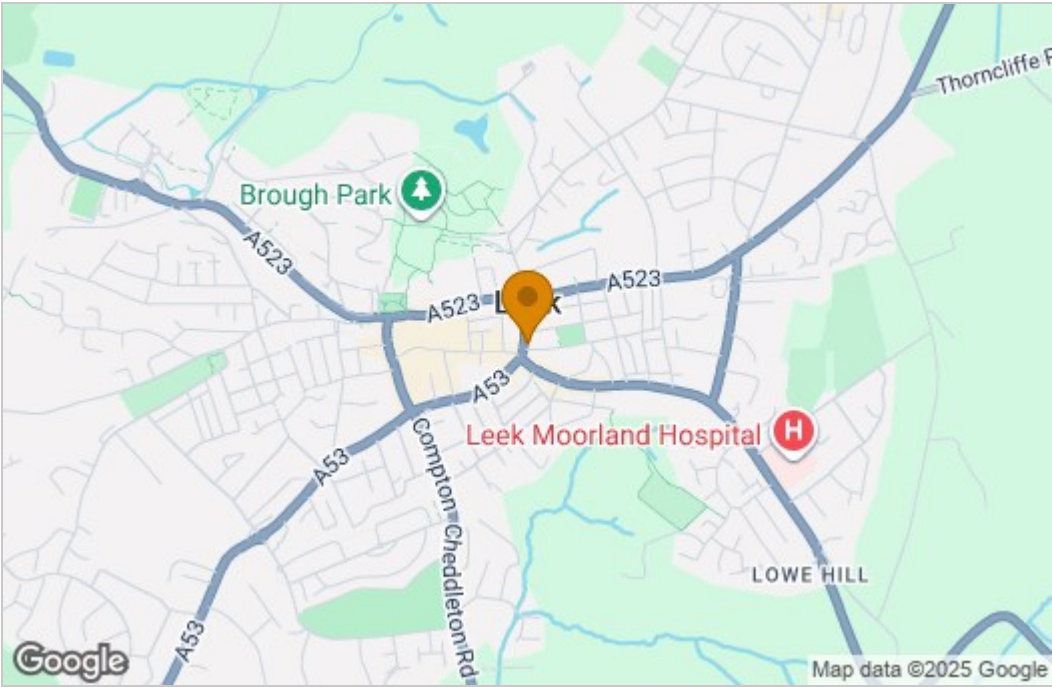 Thorncliffe R
Brough Park
A523
A523
A523
Leek
A53
Leek Moorland Hospital
H
A53
Compton
Cheddleton Rd
LOWE HILL
A53
Google
Map data ©2025 Google